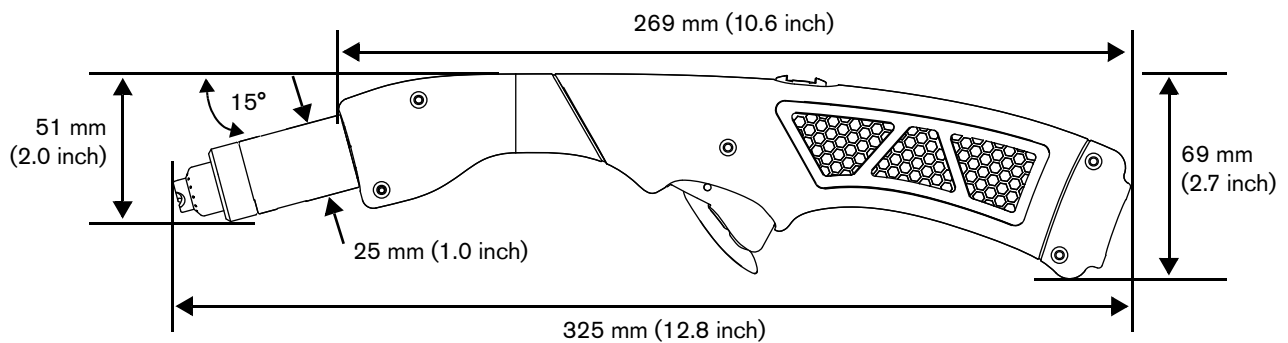 269 mm (10.6 inch)
15°
51 mm
(2.0 inch)
69 mm
(2.7 inch)
25 mm (1.0 inch)
325 mm (12.8 inch)